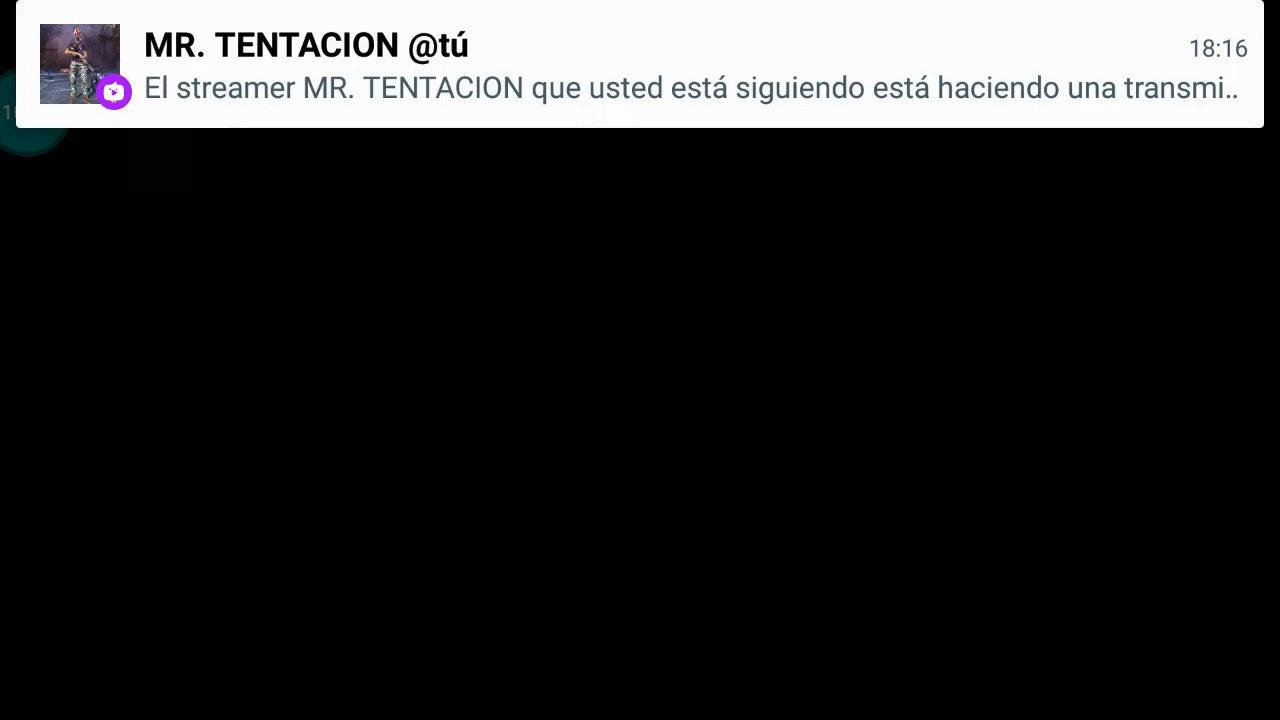 MR. TENTACION @tú
18:16
El streamer MR. TENTACION que usted está siguiendo está haciendo una transmi..